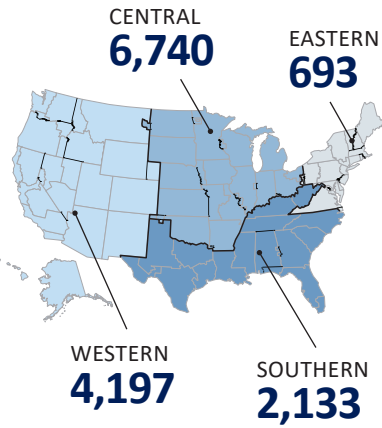 CENTRAL
6,740
EASTERN
693
WESTERN
4,197
SOUTHERN
2,133